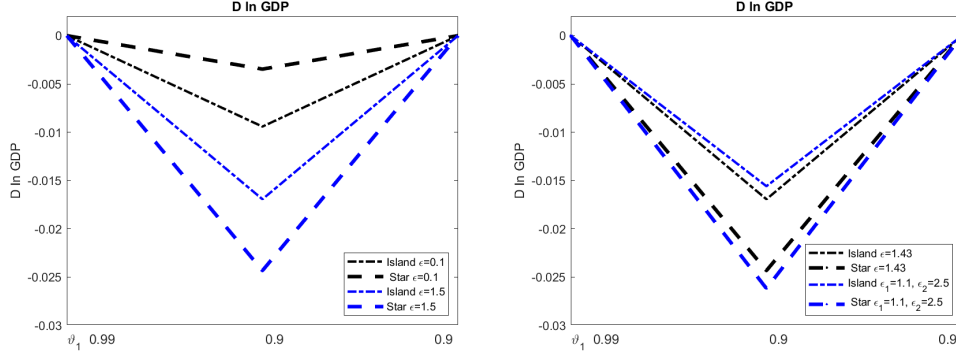 D ln GDP
0
-0.005
-0.01
-0.015
-0.02
-0.025
-0.03
D ln GDP
Island ϵ=0.1
Star ϵ=0.1
Island ϵ=1.5
Star ϵ=1.5
ϑ₁ 0.99 0.9 0.9
D ln GDP
0
-0.005
-0.01
-0.015
-0.02
-0.025
-0.03
D ln GDP
Island ϵ=1.43
Star ϵ=1.43
Island ϵ₁=1.1, ϵ₂=2.5
Star ϵ₁=1.1, ϵ₂=2.5
ϑ₁ 0.99 0.9 0.9